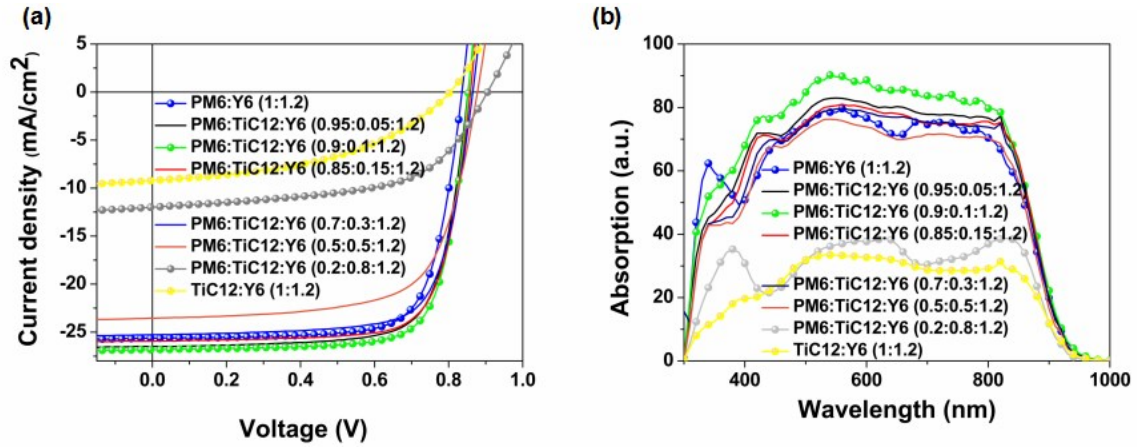 (a)
Current density (mA/cm2)
5
0
-5
-10
-15
-20
-25
PM6:Y6 (1:1.2)
PM6:TiC12:Y6 (0.95:0.05:1.2)
PM6:TiC12:Y6 (0.9:0.1:1.2)
PM6:TiC12:Y6 (0.85:0.15:1.2)
PM6:TiC12:Y6 (0.7:0.3:1.2)
PM6:TiC12:Y6 (0.5:0.5:1.2)
PM6:TiC12:Y6 (0.2:0.8:1.2)
TiC12:Y6 (1:1.2)
0.0 0.2 0.4 0.6 0.8 1.0
Voltage (V)
(b)
Absorption (a.u.)
100
80
60
40
20
0
PM6:Y6 (1:1.2)
PM6:TiC12:Y6 (0.95:0.05:1.2)
PM6:TiC12:Y6 (0.9:0.1:1.2)
PM6:TiC12:Y6 (0.85:0.15:1.2)
PM6:TiC12:Y6 (0.7:0.3:1.2)
PM6:TiC12:Y6 (0.5:0.5:1.2)
PM6:TiC12:Y6 (0.2:0.8:1.2)
TiC12:Y6 (1:1.2)
400 600 800 1000
Wavelength (nm)